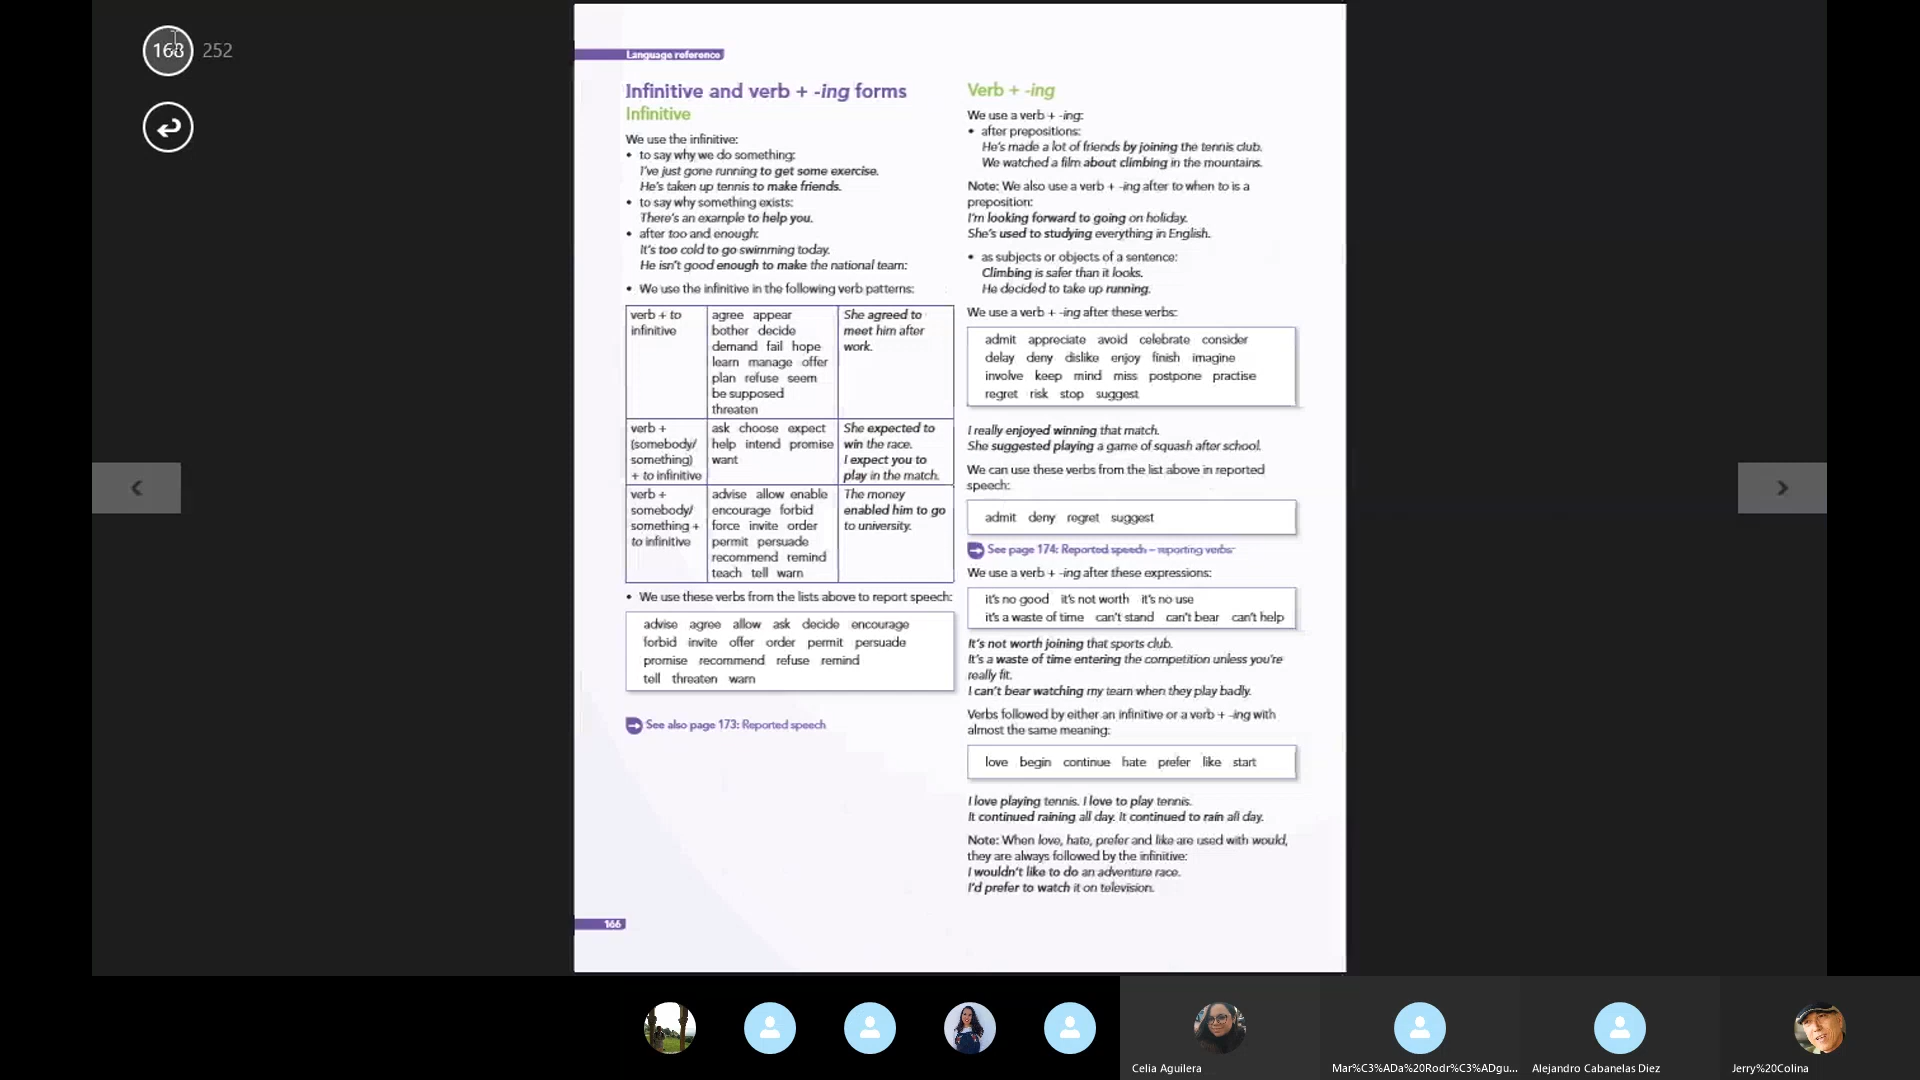 168 252
Language reference
Infinitive and verb + -ing forms
Infinitive
We use the infinitive:
• to say why we do something:
I've just gone running to get some exercise.
He's taken up tennis to make friends.
• to say why something exists:
There's an example to help you.
• after too and enough:
It's too cold to go swimming today.
He isn't good enough to make the national team:
• We use the infinitive in the following verb patterns:
verb + to
infinitive
agree appear
bother decide
demand fail hope
learn manage offer
plan refuse seem
be supposed
threaten
She agreed to
meet him after
work.
verb +
(somebody/
something)
+ to infinitive
ask choose expect
help intend promise
want
She expected to
win the race.
I expect you to
play in the match.
verb +
somebody/
something +
to infinitive
advise allow enable
encourage forbid
force invite order
permit persuade
recommend remind
teach tell warn
The money
enabled him to go
to university.
• We use these verbs from the lists above to report speech:
advise agree allow ask decide encourage
forbid invite offer order permit persuade
promise recommend refuse remind
tell threaten warn
See also page 173: Reported speech
166
Verb + -ing
We use a verb + -ing:
• after prepositions:
He's made a lot of friends by joining the tennis club.
We watched a film about climbing in the mountains.
Note: We also use a verb + -ing after to when to is a
preposition:
I'm looking forward to going on holiday.
She's used to studying everything in English.
• as subjects or objects of a sentence:
Climbing is safer than it looks.
He decided to take up running.
We use a verb + -ing after these verbs:
admit appreciate avoid celebrate consider
delay deny dislike enjoy finish imagine
involve keep mind miss postpone practise
regret risk stop suggest
I really enjoyed winning that match.
She suggested playing a game of squash after school.
We can use these verbs from the list above in reported
speech:
admit deny regret suggest
See page 174: Reported speech – reporting verbs
We use a verb + -ing after these expressions:
it's no good it's not worth it's no use
it's a waste of time can't stand can't bear can't help
It's not worth joining that sports club.
It's a waste of time entering the competition unless you're
really fit.
I can't bear watching my team when they play badly.
Verbs followed by either an infinitive or a verb + -ing with
almost the same meaning:
love begin continue hate prefer like start
I love playing tennis. I love to play tennis.
It continued raining all day. It continued to rain all day.
Note: When love, hate, prefer and like are used with would,
they are always followed by the infinitive:
I wouldn't like to do an adventure race.
I'd prefer to watch it on television.
Celia Aguilera
Mar%C3%ADa%20Rodr%C3%ADgu...
Alejandro Cabanelas Diez
Jerry%20Colina